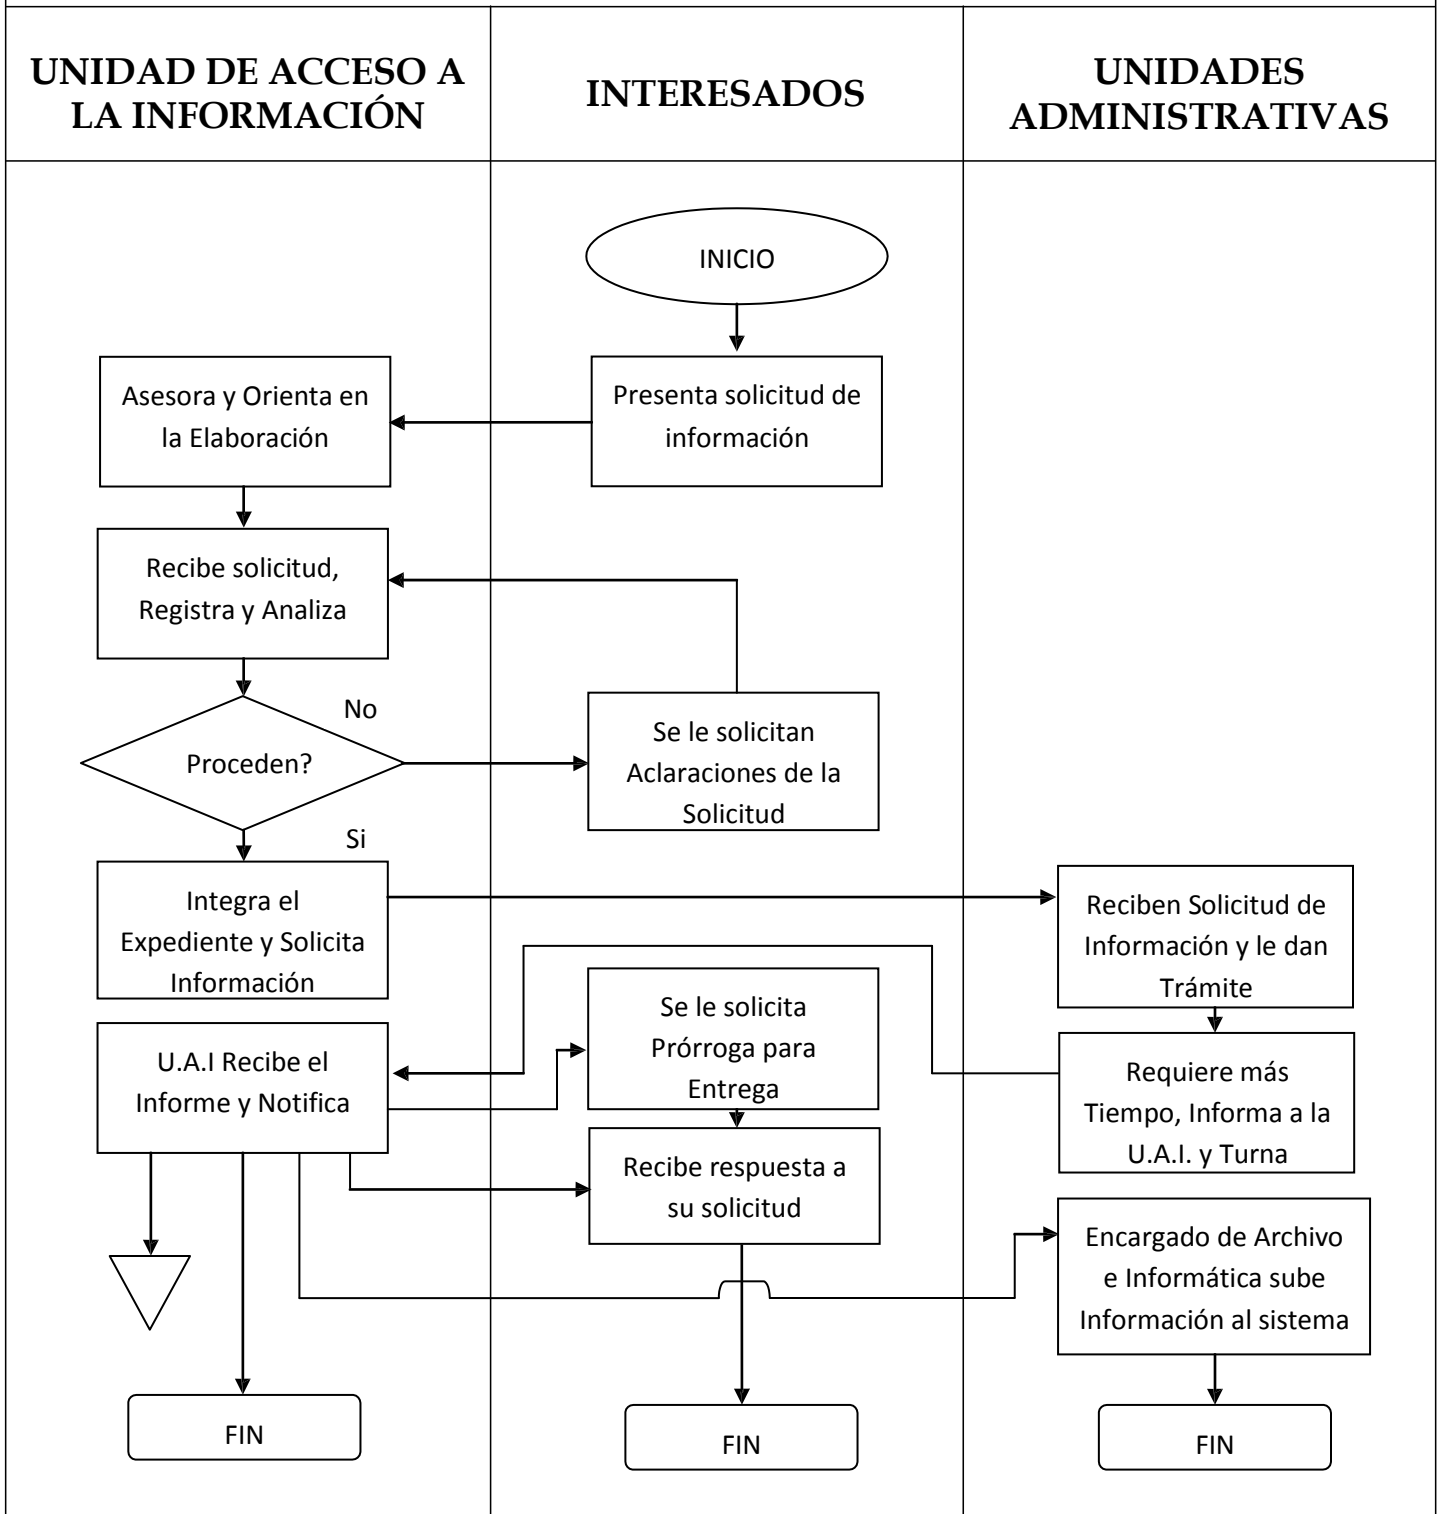 UNIDAD DE ACCESO A
LA INFORMACIÓN
INTERESADOS
UNIDADES
ADMINISTRATIVAS
INICIO
Asesora y Orienta en
la Elaboración
Presenta solicitud de
información
Recibe solicitud,
Registra y Analiza
No
Proceden?
Se le solicitan
Aclaraciones de la
Solicitud
Si
Integra el
Expediente y Solicita
Información
Reciben Solicitud de
Información y le dan
Trámite
Se le solicita
Prórroga para
Entrega
U.A.I Recibe el
Informe y Notifica
Requiere más
Tiempo, Informa a la
U.A.I. y Turna
Recibe respuesta a
su solicitud
Encargado de Archivo
e Informática sube
Información al sistema
FIN
FIN
FIN